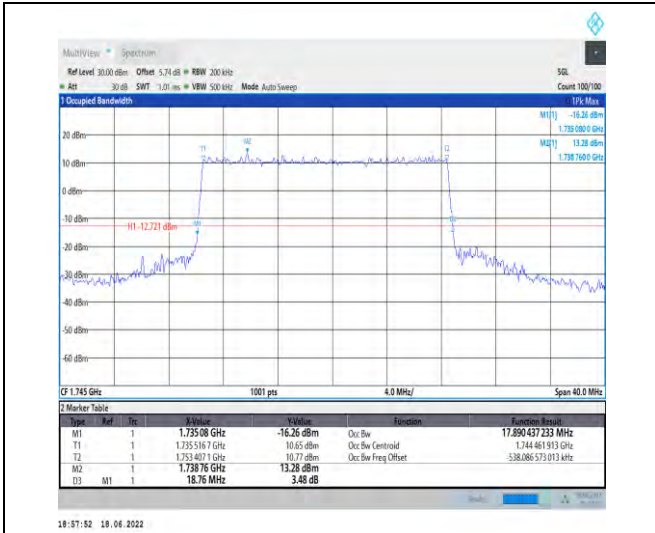 MultiView Spectrum
Ref Level 30.00 dBm Offset 5.74 dB RBW 200 kHz SGL
Att 30 dB SWT 1.01 ms VBW 500 kHz Mode Auto Sweep Count 100/100
1 Occupied Bandwidth 1Pk Max
M1[1] -16.26 dBm
1.735 080 0 GHz
M2[1] 13.28 dBm
1.738 760 0 GHz
20 dBm
T1 M2 T2
10 dBm
0 dBm
-10 dBm
H1 -12.721 dBm
-20 dBm
-30 dBm
-40 dBm
-50 dBm
-60 dBm
CF 1.745 GHz 1001 pts 4.0 MHz/ Span 40.0 MHz
2 Marker Table
Type Ref Trc X-Value Y-Value Function Function Result
M1 1 1.735 08 GHz -16.26 dBm Occ Bw 17.890 437 233 MHz
T1 1 1.735 516 7 GHz 10.65 dBm Occ Bw Centroid 1.744 461 913 GHz
T2 1 1.753 407 1 GHz 10.77 dBm Occ Bw Freq Offset -538.086 573 013 kHz
M2 1 1.738 76 GHz 13.28 dBm
D3 M1 1 18.76 MHz 3.48 dB
18:57:52 18.06.2022